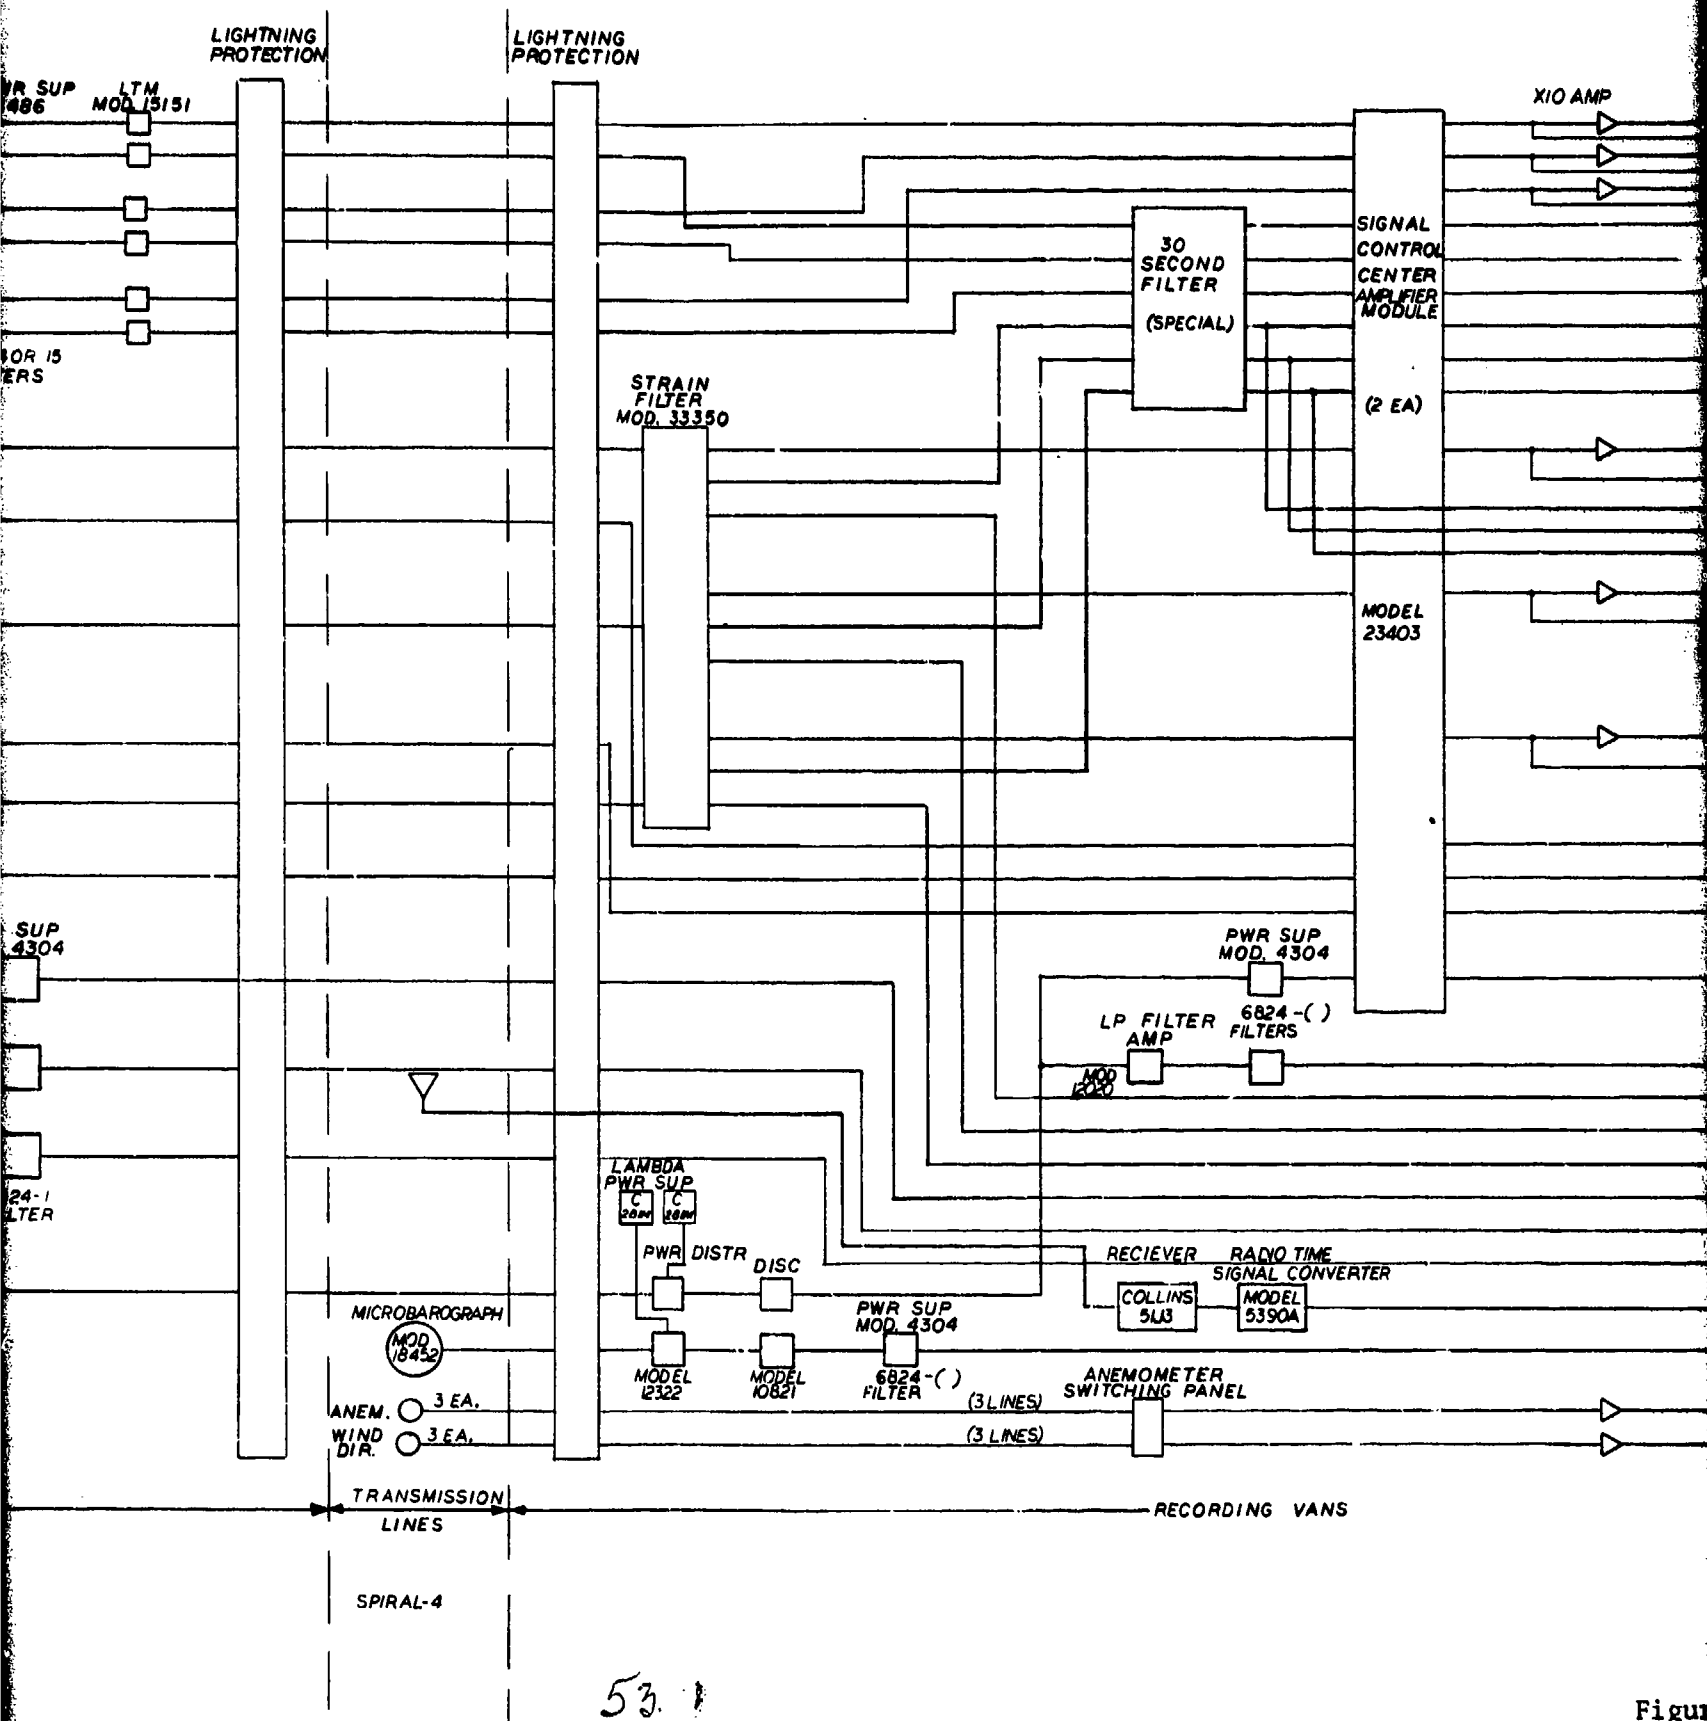 LIGHTNING
PROTECTION
LIGHTNING
PROTECTION
SUP
486
LTM
MOD. 15151
X10 AMP
OR 15
ERS
30
SECOND
FILTER
(SPECIAL)
SIGNAL
CONTROL
CENTER
AMPLIFIER
MODULE
(2 EA)
MODEL
23403
STRAIN
FILTER
MOD. 33350
SUP
4304
PWR SUP
MOD. 4304
6824-( )
FILTERS
LP FILTER
AMP
MOD
12020
24-1
LTER
LAMBDA
PWR SUP
C
C
PWR DISTR
DISC
RECIEVER
COLLINS
51J3
RADIO TIME
SIGNAL CONVERTER
MODEL
5390A
MICROBAROGRAPH
MOD
18452
PWR SUP
MOD. 4304
MODEL
12322
MODEL
10821
6824-( )
FILTER
ANEMOMETER
SWITCHING PANEL
ANEM.
3 EA.
(3 LINES)
WIND
DIR.
3 EA.
(3 LINES)
TRANSMISSION
LINES
RECORDING VANS
SPIRAL-4
53.
Figu